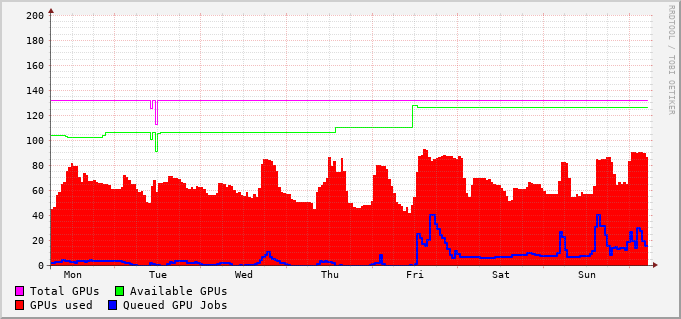 200
180
160
140
120
100
80
60
40
20
0
Mon Tue Wed Thu Fri Sat Sun
Total GPUs Available GPUs
GPUs used Queued GPU Jobs
RRDTOOL / TOBI OETIKER